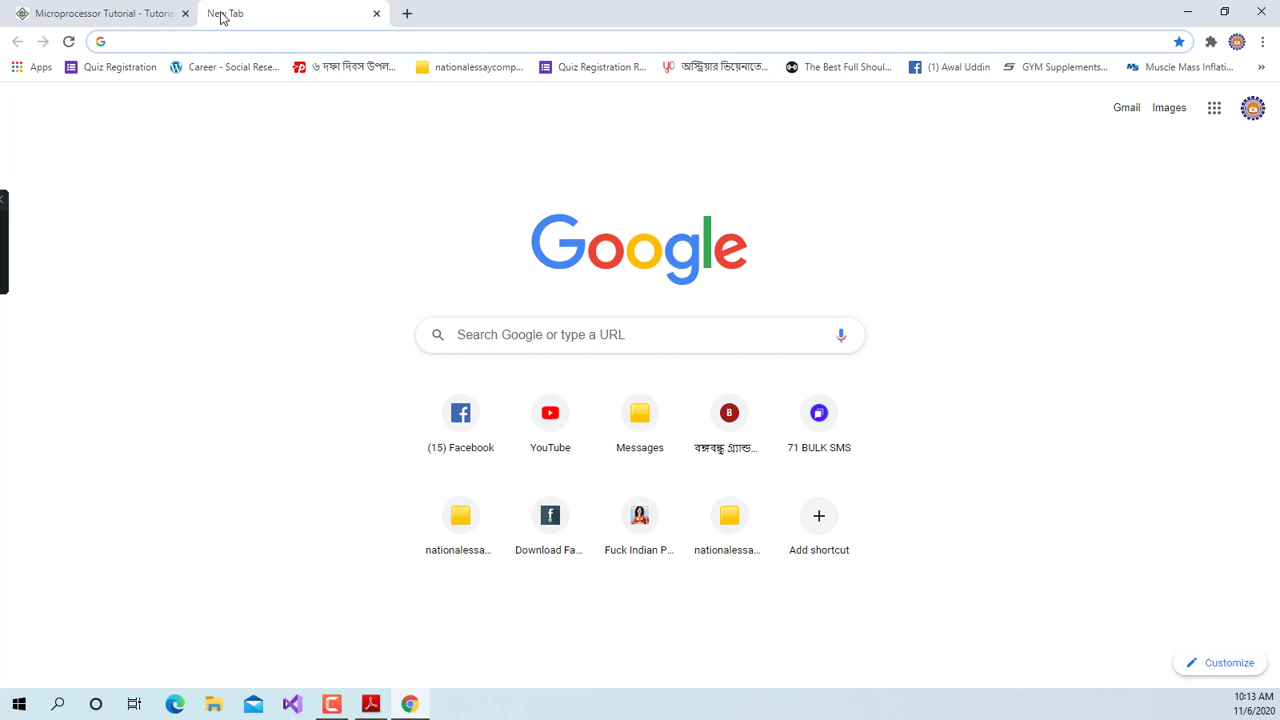 Microprocessor Tutorial - Tutoria
New Tab
Apps
Quiz Registration
Career - Social Rese...
৬ দফা দিবস উপল...
nationalessaycomp...
Quiz Registration R...
অস্ট্রিয়ার ভিয়েনাতে...
The Best Full Shoul...
(1) Awal Uddin
GYM Supplements...
Muscle Mass Inflati...
»
Gmail Images
Google
Search Google or type a URL
(15) Facebook
YouTube
Messages
B
বঙ্গবন্ধু গ্র্যান্ড...
71 BULK SMS
nationalessa...
Download Fa...
Fuck Indian P...
nationalessa...
Add shortcut
Customize
10:13 AM
11/6/2020